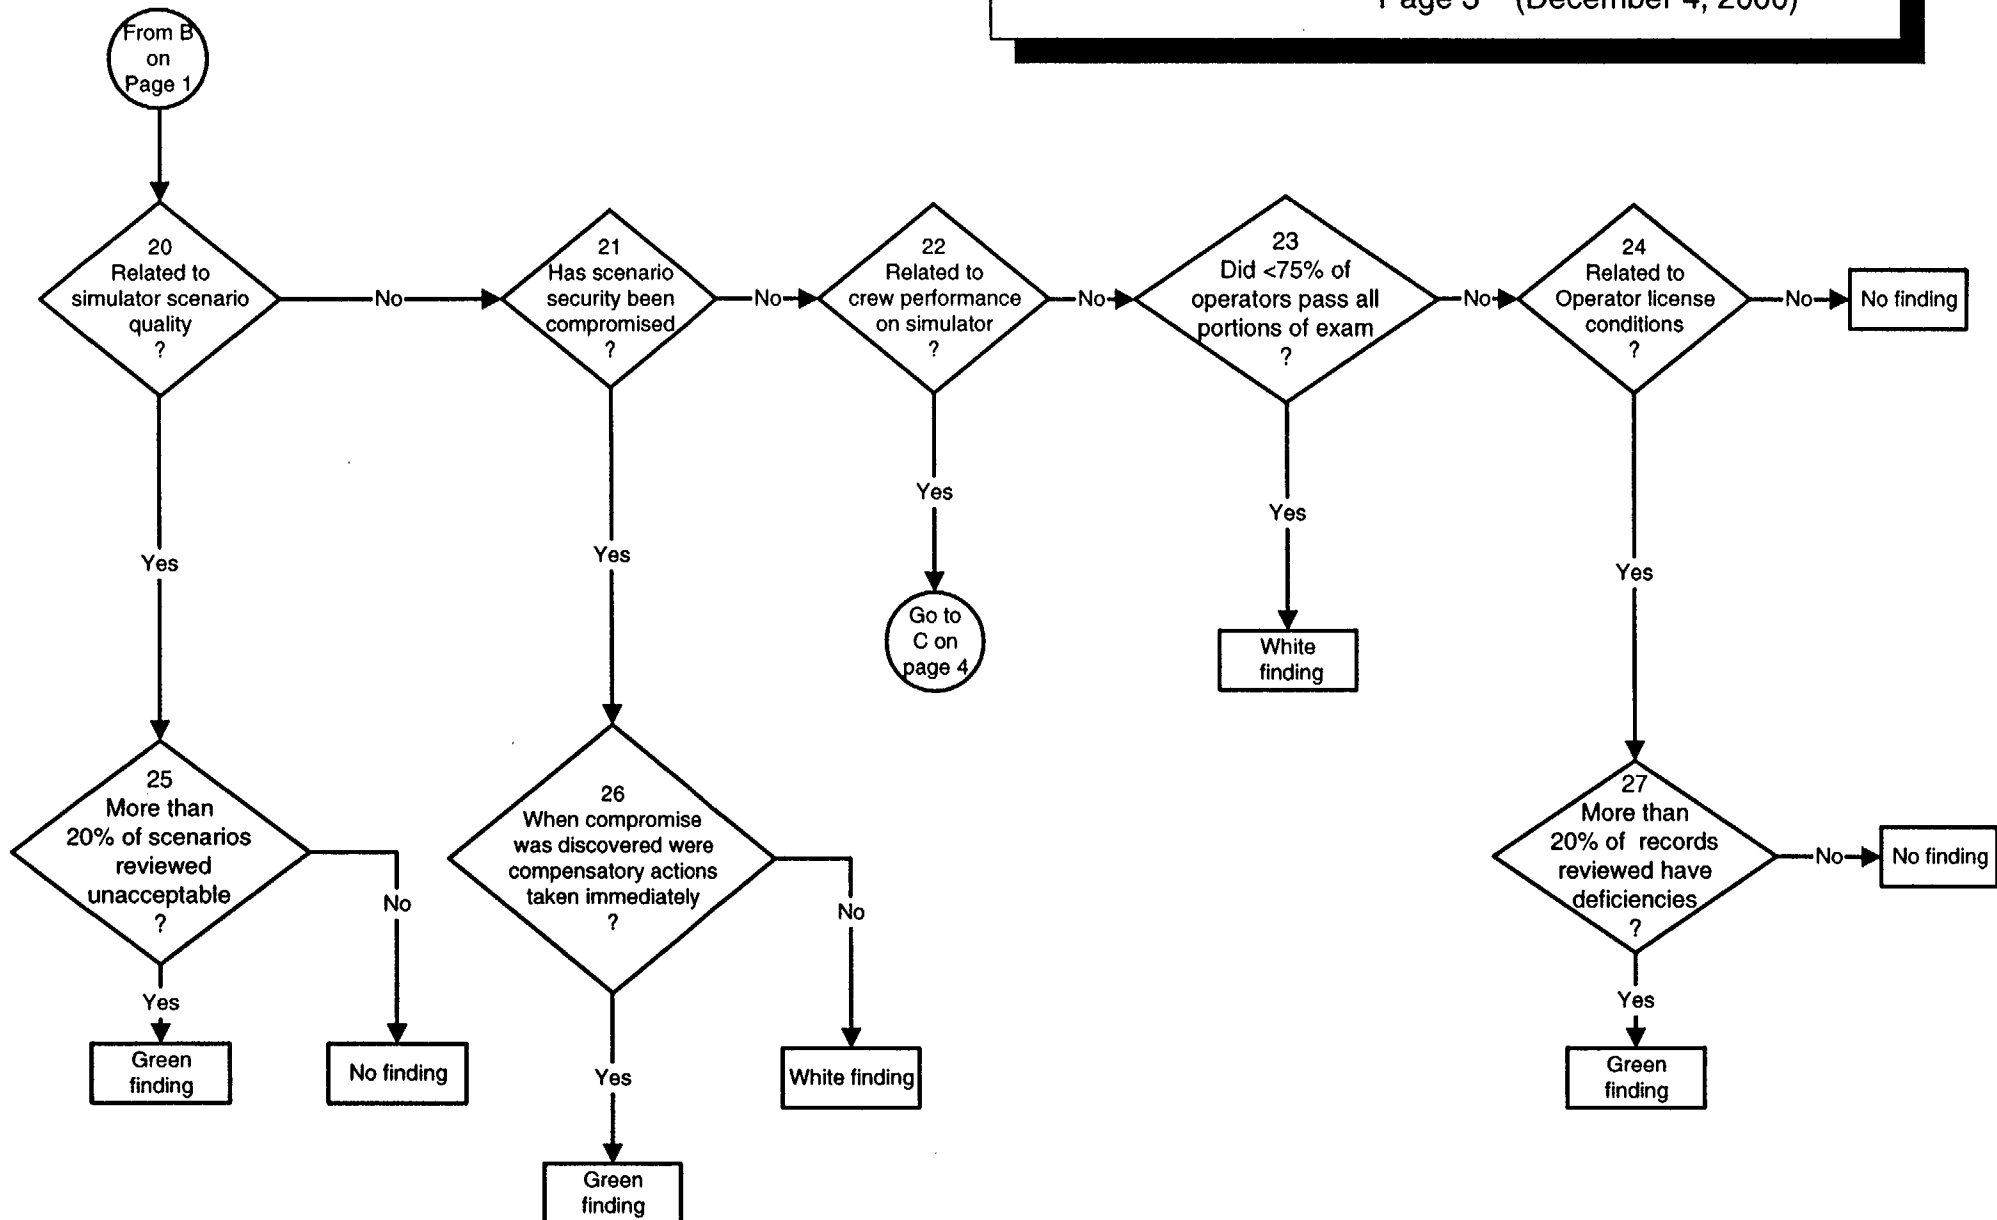 Page 3 (December 4, 2000)
From B
on
Page 1
20
Related to
simulator scenario
quality
?
No
21
Has scenario
security been
compromised
?
No
22
Related to
crew performance
on simulator
?
No
23
Did <75% of
operators pass all
portions of exam
?
No
24
Related to
Operator license
conditions
?
No
No finding
Yes
Yes
Yes
Yes
Yes
Go to
C on
page 4
White
finding
25
More than
20% of scenarios
reviewed
unacceptable
?
No
26
When compromise
was discovered were
compensatory actions
taken immediately
?
No
27
More than
20% of records
reviewed have
deficiencies
?
No
No finding
Yes
Green
finding
No finding
Yes
Green
finding
White finding
Yes
Green
finding